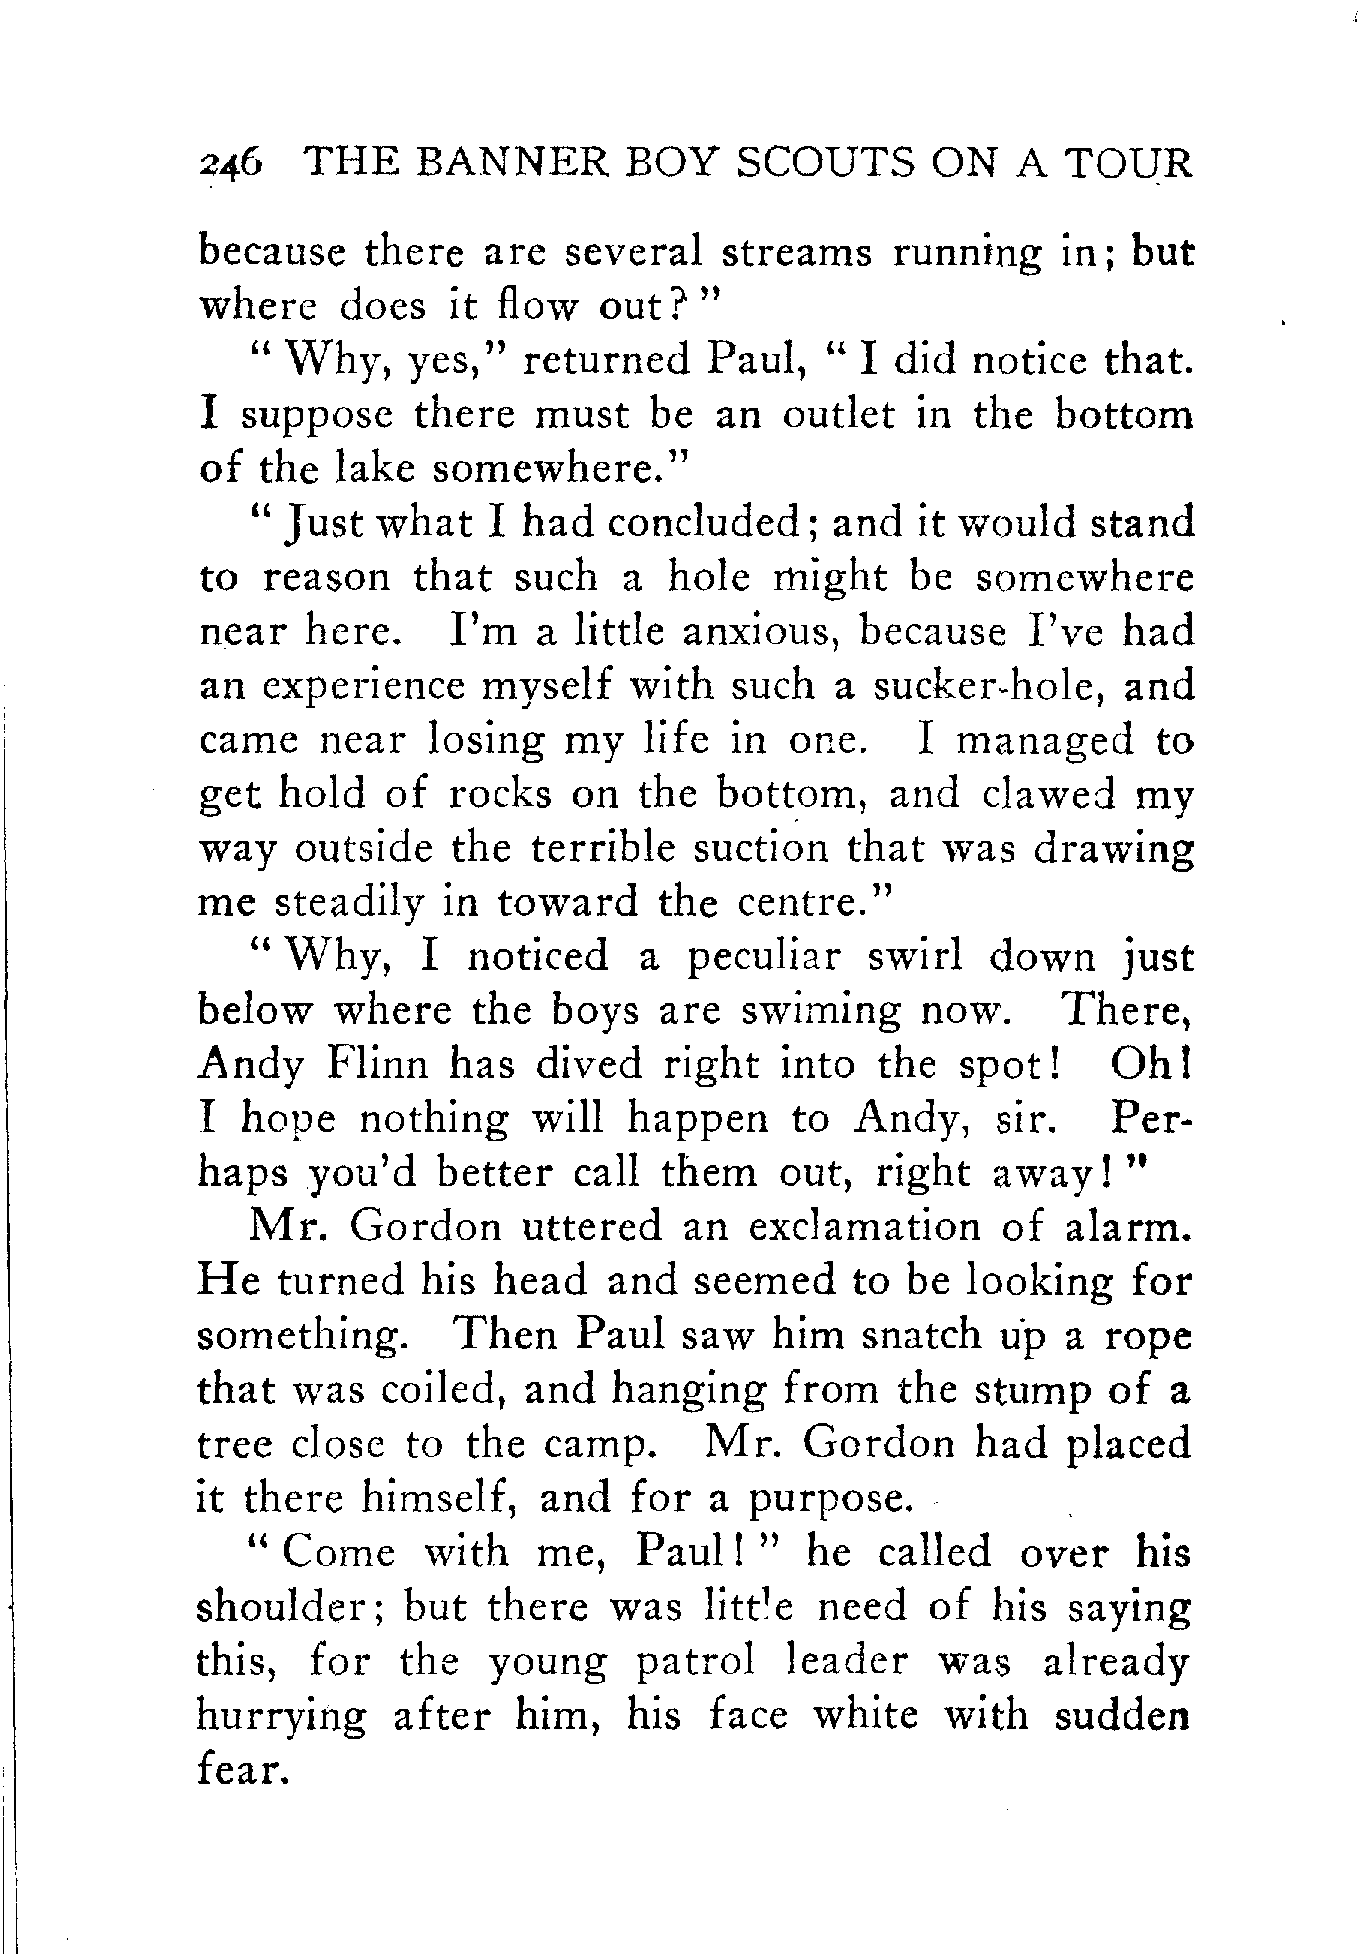 246 THE BANNER BOY SCOUTS ON A TOUR
because there are several streams running in; but
where does it flow out?"
"Why, yes," returned Paul, "I did notice that.
I suppose there must be an outlet in the bottom
of the lake somewhere."
"Just what I had concluded; and it would stand
to reason that such a hole might be somewhere
near here. I'm a little anxious, because I've had
an experience myself with such a sucker-hole, and
came near losing my life in one. I managed to
get hold of rocks on the bottom, and clawed my
way outside the terrible suction that was drawing
me steadily in toward the centre."
"Why, I noticed a peculiar swirl down just
below where the boys are swiming now. There,
Andy Flinn has dived right into the spot! Oh!
I hope nothing will happen to Andy, sir. Per-
haps you'd better call them out, right away!"
Mr. Gordon uttered an exclamation of alarm.
He turned his head and seemed to be looking for
something. Then Paul saw him snatch up a rope
that was coiled, and hanging from the stump of a
tree close to the camp. Mr. Gordon had placed
it there himself, and for a purpose.
"Come with me, Paul!" he called over his
shoulder; but there was little need of his saying
this, for the young patrol leader was already
hurrying after him, his face white with sudden
fear.